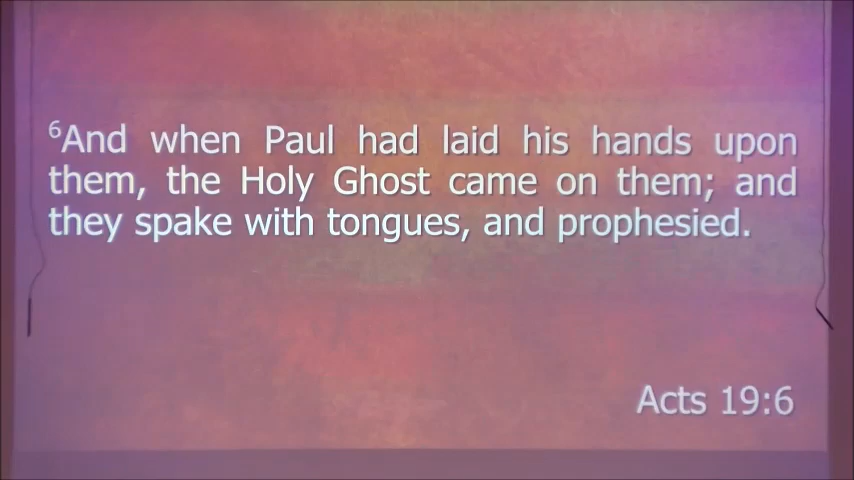 6And when Paul had laid his hands upon
them, the Holy Ghost came on them; and
they spake with tongues, and prophesied.
Acts 19:6